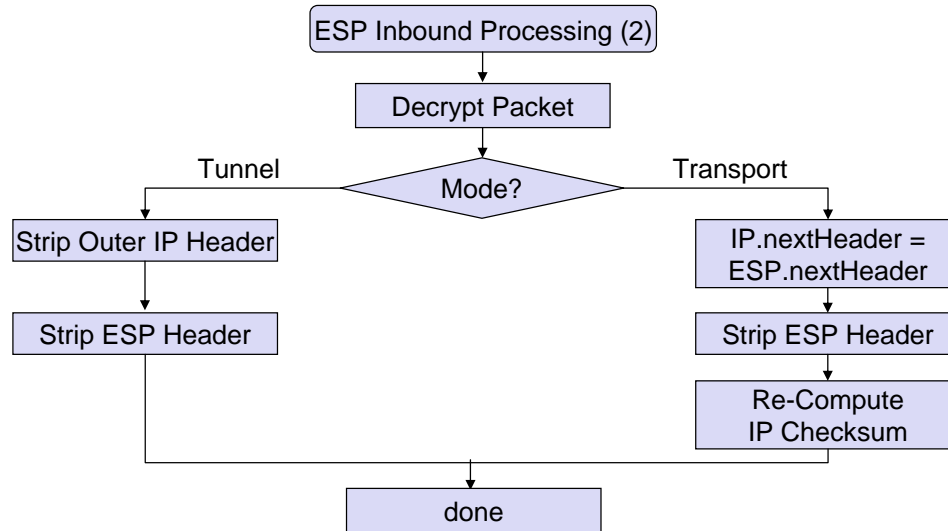 ESP Inbound Processing (2)
Decrypt Packet
Tunnel
Mode?
Transport
Strip Outer IP Header
IP.nextHeader =
ESP.nextHeader
Strip ESP Header
Strip ESP Header
Re-Compute
IP Checksum
done